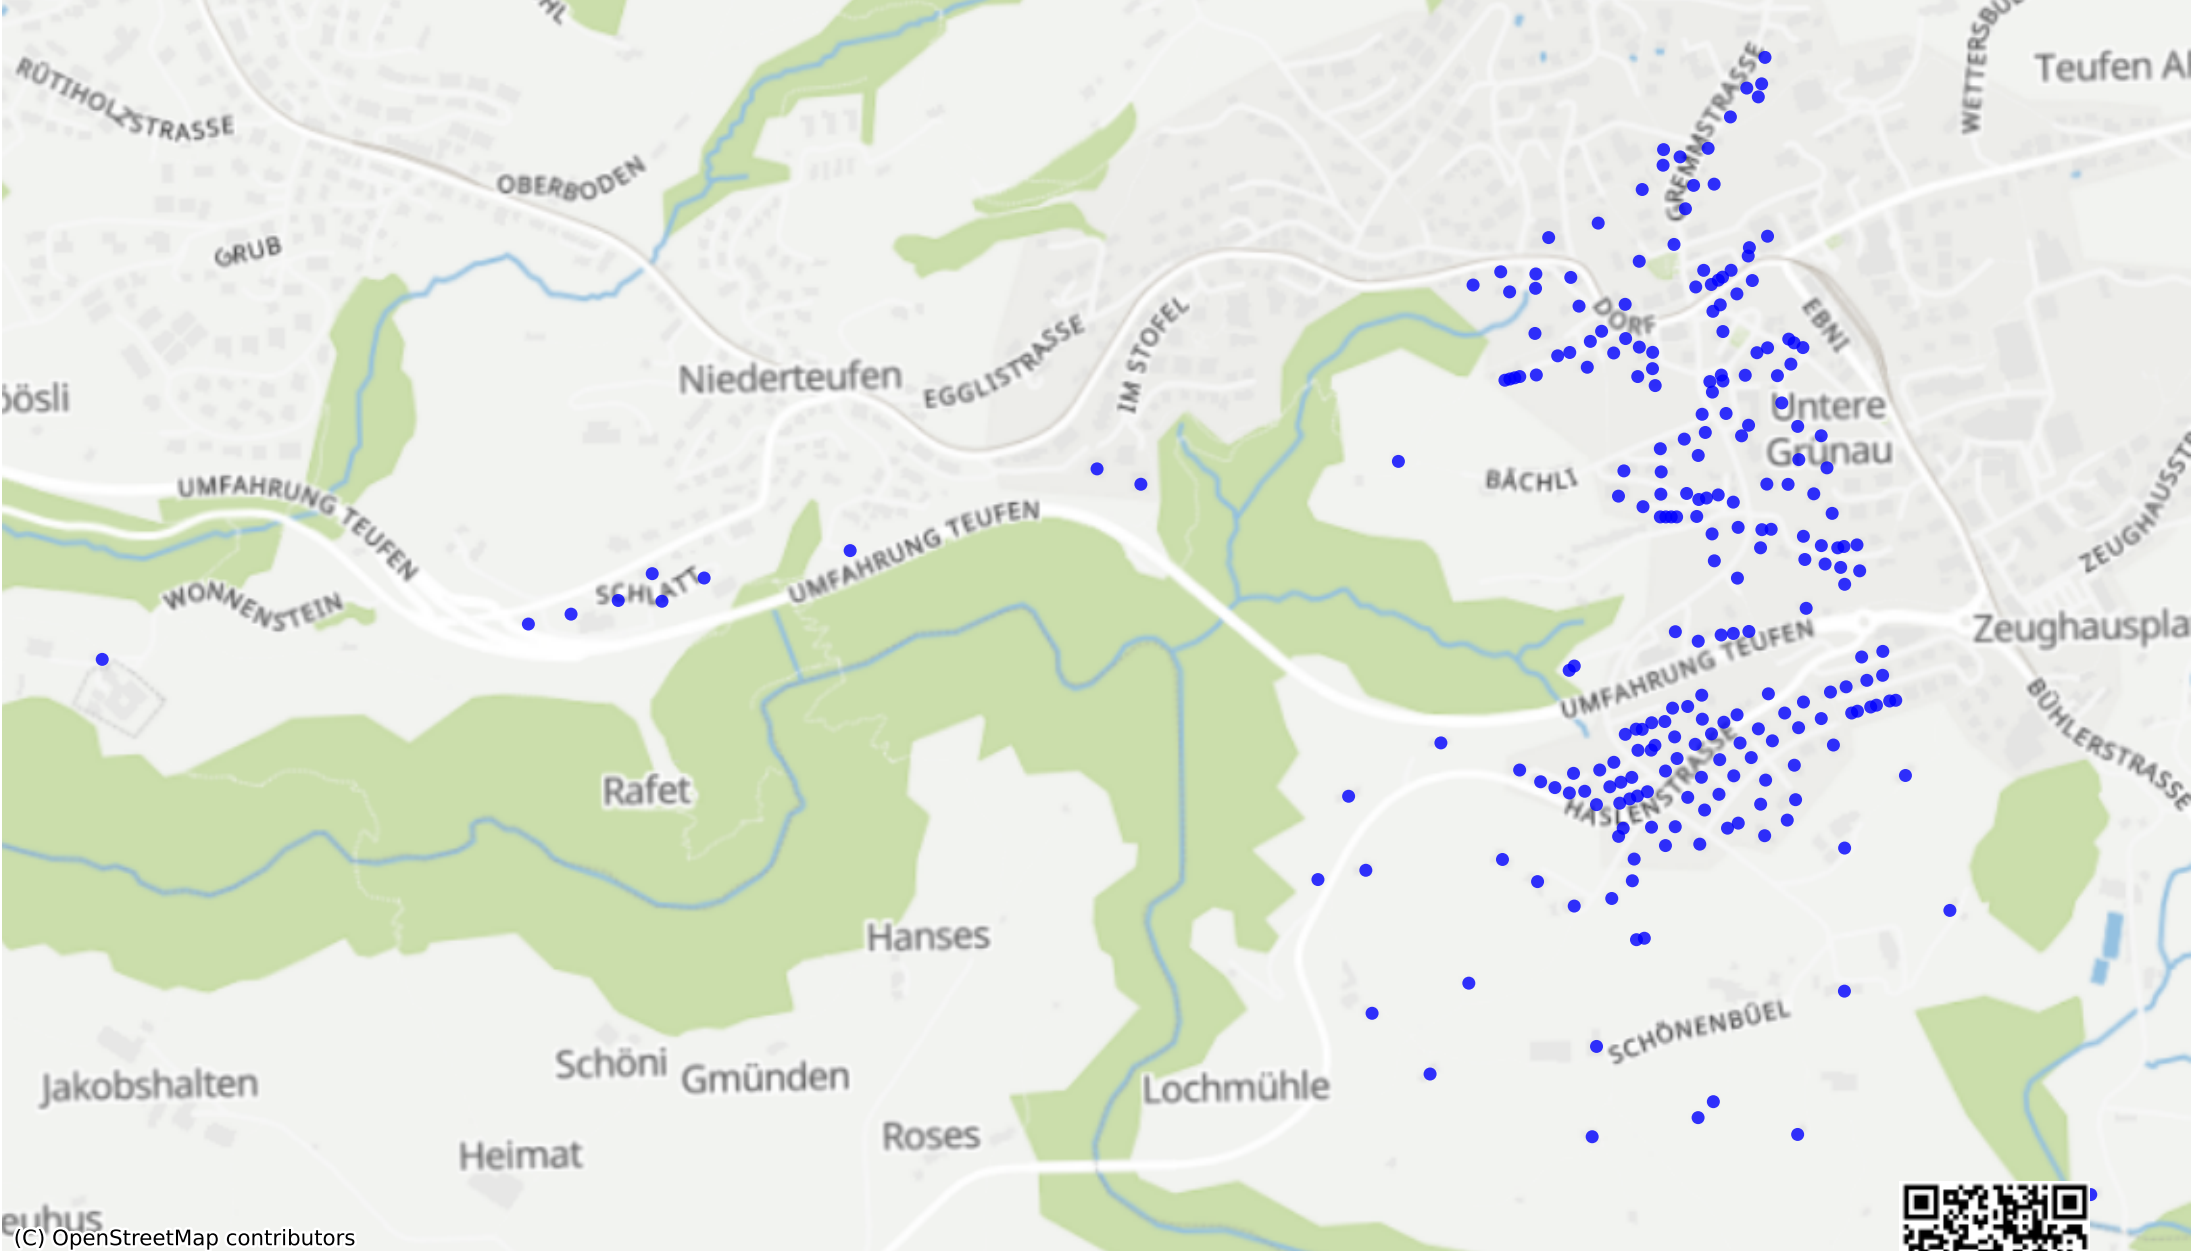 HL
RÜTIHOLZSTRASSE
OBERBODEN
GRUB
GREMMSTRASSE
WETTERSBÜ
Teufen A
öösli
Niederteufen
EGGLISTRASSE
IM STOFEL
DORF
EBNI
Untere
Grünau
BÄCHLI
UMFAHRUNG TEUFEN
UMFAHRUNG TEUFEN
WONNENSTEIN
SCHLATT
ZEUGHAUSSTR
Zeughauspla
UMFAHRUNG TEUFEN
BÜHLERSTRASSE
HASLENSTRASSE
Rafet
Hanses
SCHÖNENBÜEL
Schöni
Gmünden
Jakobshalten
Lochmühle
Roses
Heimat
euhus
(C) OpenStreetMap contributors